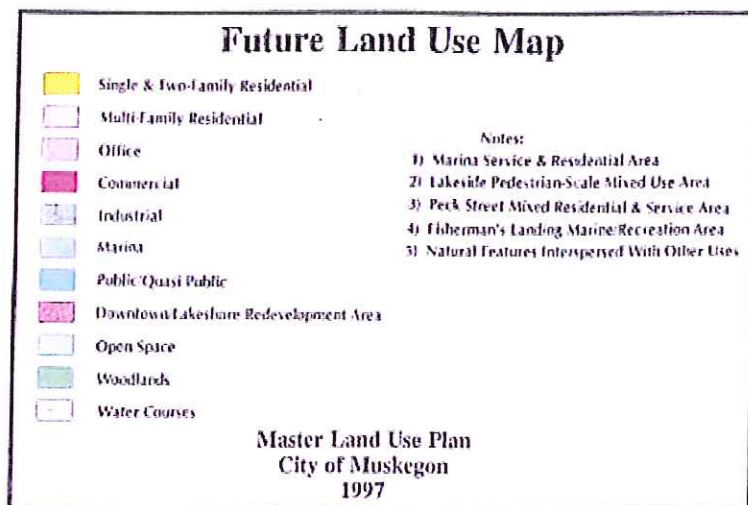 Future Land Use Map
Single & Two-Family Residential
Multi-Family Residential
Office
Commercial
Industrial
Marina
Public/Quasi Public
Downtown/Lakeshore Redevelopment Area
Open Space
Woodlands
Water Courses
Notes:
1) Marina Service & Residential Area
2) Lakeside Pedestrian-Scale Mixed Use Area
3) Peck Street Mixed Residential & Service Area
4) Fisherman's Landing Marine/Recreation Area
5) Natural Features Interspersed With Other Uses
Master Land Use Plan
City of Muskegon
1997